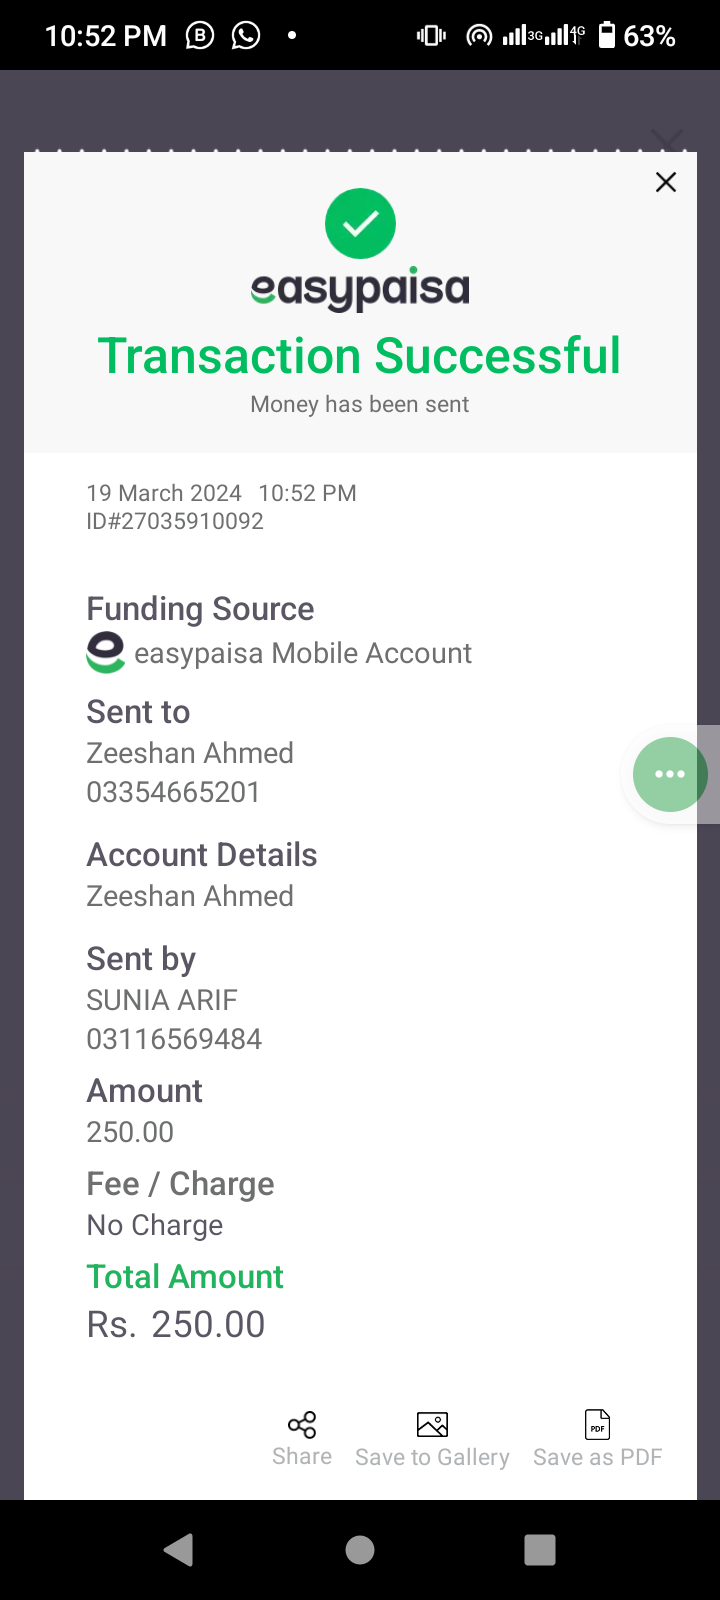 10:52 PM 3G 4G 63%
easypaisa
Transaction Successful
Money has been sent
19 March 2024 10:52 PM
ID#27035910092
Funding Source
easypaisa Mobile Account
Sent to
Zeeshan Ahmed
03354665201
Account Details
Zeeshan Ahmed
Sent by
SUNIA ARIF
03116569484
Amount
250.00
Fee / Charge
No Charge
Total Amount
Rs. 250.00
PDF
Share Save to Gallery Save as PDF